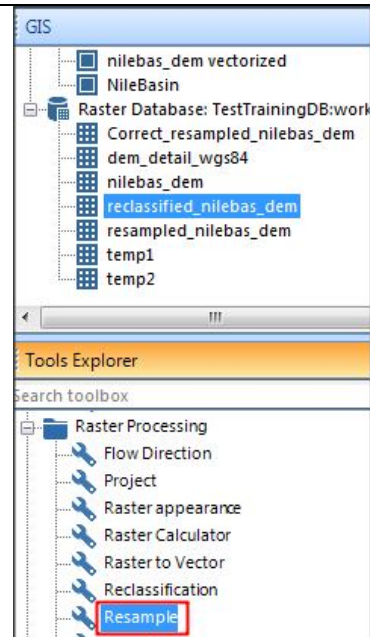 GIS
nilebas_dem vectorized
NileBasin
Raster Database: TestTrainingDB:work
Correct_resampled_nilebas_dem
dem_detail_wgs84
nilebas_dem
reclassified_nilebas_dem
resampled_nilebas_dem
temp1
temp2
Tools Explorer
Search toolbox
Raster Processing
Flow Direction
Project
Raster appearance
Raster Calculator
Raster to Vector
Reclassification
Resample